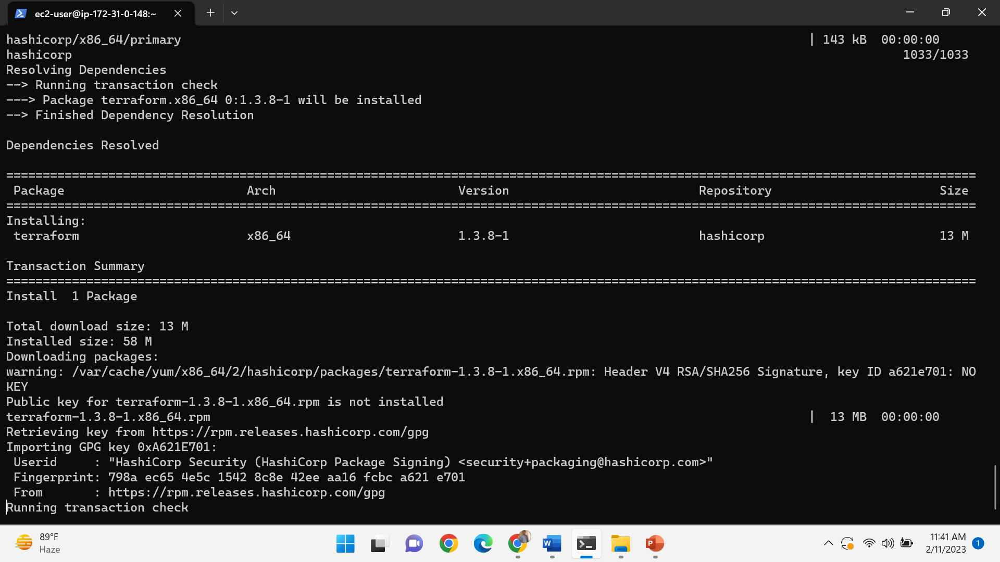 ec2-user@ip-172-31-0-148:~
hashicorp/x86_64/primary | 143 kB 00:00:00
hashicorp 1033/1033
Resolving Dependencies
--> Running transaction check
---> Package terraform.x86_64 0:1.3.8-1 will be installed
--> Finished Dependency Resolution
Dependencies Resolved
=====================================================================================================================================
Package Arch Version Repository Size
=====================================================================================================================================
Installing:
terraform x86_64 1.3.8-1 hashicorp 13 M
Transaction Summary
=====================================================================================================================================
Install 1 Package
Total download size: 13 M
Installed size: 58 M
Downloading packages:
warning: /var/cache/yum/x86_64/2/hashicorp/packages/terraform-1.3.8-1.x86_64.rpm: Header V4 RSA/SHA256 Signature, key ID a621e701: NO
KEY
Public key for terraform-1.3.8-1.x86_64.rpm is not installed
terraform-1.3.8-1.x86_64.rpm | 13 MB 00:00:00
Retrieving key from https://rpm.releases.hashicorp.com/gpg
Importing GPG key 0xA621E701:
Userid : "HashiCorp Security (HashiCorp Package Signing) <security+packaging@hashicorp.com>"
Fingerprint: 798a ec65 4e5c 1542 8c8e 42ee aa16 fcbc a621 e701
From : https://rpm.releases.hashicorp.com/gpg
Running transaction check
89°F
Haze
W
P
11:41 AM
2/11/2023
1